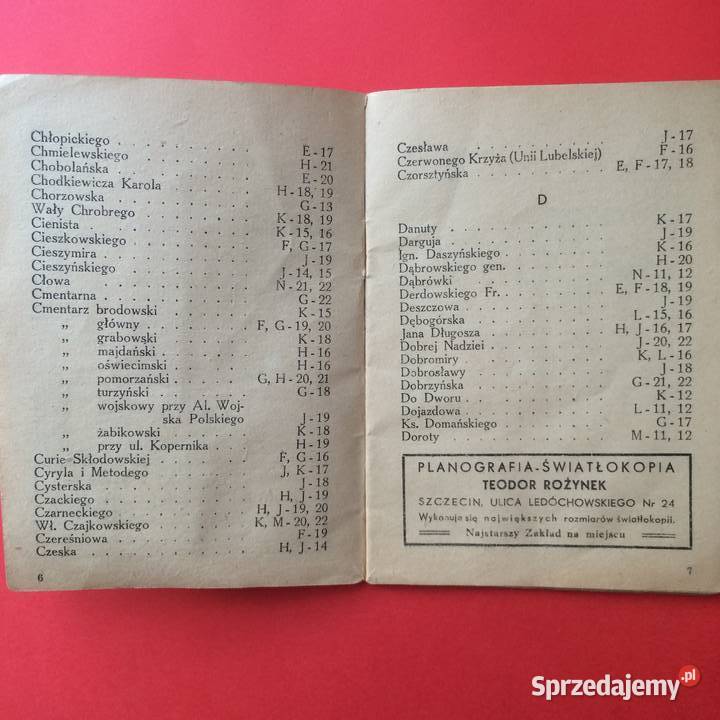 Chłopickiego E - 17
Chmielewskiego H - 21
Chobolańska E - 20
Chodkiewicza Karola H - 18, 19
Chorzowska G - 13
Wały Chrobrego K - 18, 19
Cienista K - 15, 16
Cieszkowskiego F, G - 17
Cieszymira J - 19
Cieszyńskiego J - 14, 15
Cłowa N - 21, 22
Cmentarna G - 22
Cmentarz brodowski K - 15
„ główny F, G - 19, 20
„ grabowski K - 18
„ majdański H - 16
„ oświecimski H - 16
„ pomorzański G, H - 20, 21
„ turzyński G - 18
„ wojskowy przy Al. Woj-
ska Polskiego J - 19
„ żabikowski K - 18
„ przy ul. Kopernika H - 19
Curie Skłodowskiej F, G - 16
Cyryla i Metodego J, K - 17
Cysterska J - 18
Czackiego H, J - 19
Czarneckiego H, J - 19, 20
Wł. Czajkowskiego K, M - 20, 22
Czereśniowa F - 19
Czeska H, J - 14
6
Czesława J - 17
Czerwonego Krzyża (Unii Lubelskiej) F - 16
Czorsztyńska E, F - 17, 18
D
Danuty K - 17
Darguja J - 19
Ign. Daszyńskiego K - 16
Dąbrowskiego gen. H - 20
Dąbrówki N - 11, 12
Derdowskiego Fr. E, F - 18, 19
Deszczowa J - 19
Dębogórska L - 15, 16
Jana Długosza H, J - 16, 17
Dobrej Nadziei J - 20, 22
Dobromiry K, L - 16
Dobrosławy J - 18
Dobrzyńska G - 21, 22
Do Dworu K - 12
Dojazdowa L - 11, 12
Ks. Domańskiego G - 17
Doroty M - 11, 12
PLANOGRAFIA-ŚWIATŁOKOPIA
TEODOR ROŻYNEK
SZCZECIN, ULICA LEDÓCHOWSKIEGO Nr 24
Wykonuje się największych rozmiarów światłokopii.
Najstarszy Zakład na miejscu
7
Sprzedajemy.pl